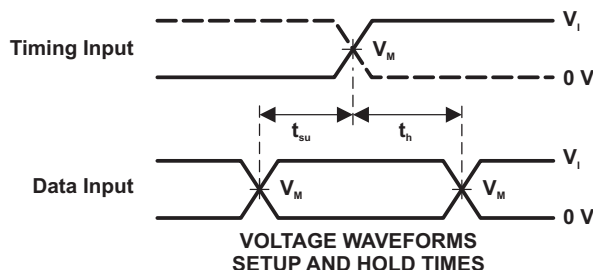 V_I
Timing Input
V_M
0 V
t_su
t_h
V_I
Data Input
V_M
V_M
0 V
VOLTAGE WAVEFORMS
SETUP AND HOLD TIMES